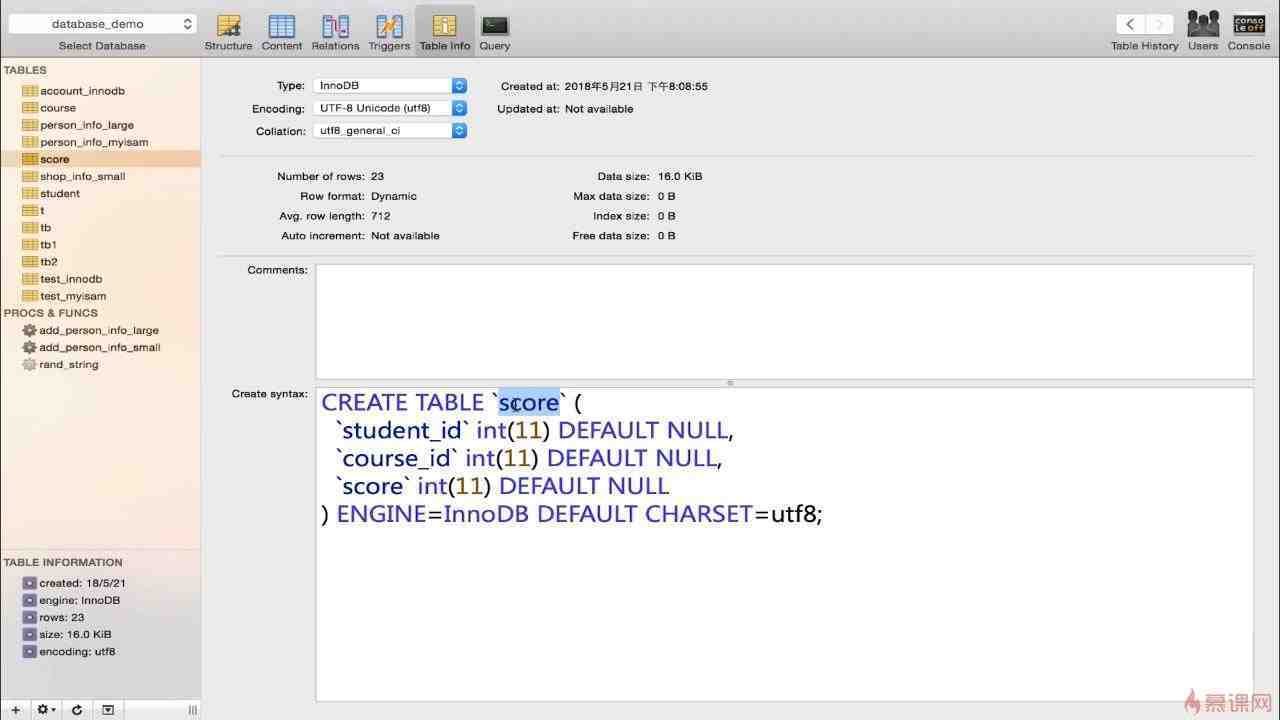 database_demo
Select Database
Structure
Content
Relations
Triggers
Table Info
Query
Table History
Users
conso
le off
Console
TABLES
account_innodb
course
person_info_large
person_info_myisam
score
shop_info_small
student
t
tb
tb1
tb2
test_innodb
test_myisam
PROCS & FUNCS
add_person_info_large
add_person_info_small
rand_string
TABLE INFORMATION
created: 18/5/21
engine: InnoDB
rows: 23
size: 16.0 KiB
encoding: utf8
Type: InnoDB
Created at: 2018年5月21日 下午8:08:55
Encoding: UTF-8 Unicode (utf8)
Updated at: Not available
Collation: utf8_general_ci
Number of rows: 23
Data size: 16.0 KiB
Row format: Dynamic
Max data size: 0 B
Avg. row length: 712
Index size: 0 B
Auto increment: Not available
Free data size: 0 B
Comments:
Create syntax:
CREATE TABLE `score` (
`student_id` int(11) DEFAULT NULL,
`course_id` int(11) DEFAULT NULL,
`score` int(11) DEFAULT NULL
) ENGINE=InnoDB DEFAULT CHARSET=utf8;
慕课网